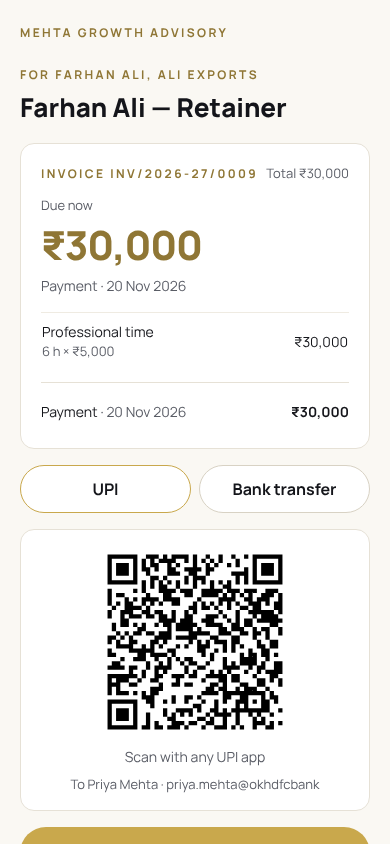 MEHTA GROWTH ADVISORY
FOR FARHAN ALI, ALI EXPORTS
Farhan Ali — Retainer
INVOICE INV/2026-27/0009 Total ₹30,000
Due now
₹30,000
Payment · 20 Nov 2026
Professional time
6 h × ₹5,000
₹30,000
Payment · 20 Nov 2026 ₹30,000
UPI
Bank transfer
Scan with any UPI app
To Priya Mehta · priya.mehta@okhdfcbank